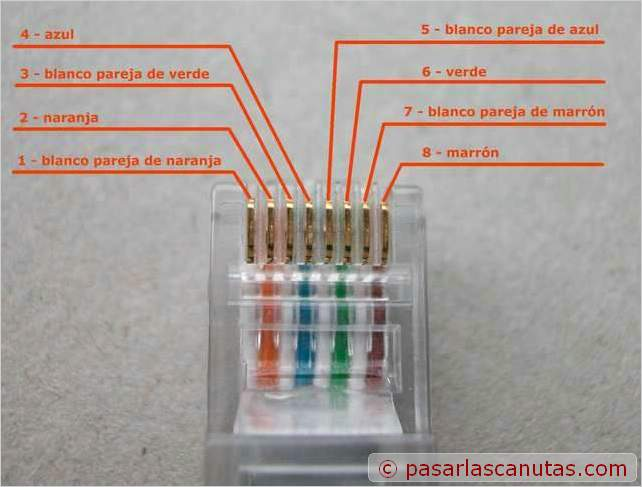 4 - azul
3 - blanco pareja de verde
2 - naranja
1 - blanco pareja de naranja
5 - blanco pareja de azul
6 - verde
7 - blanco pareja de marrón
8 - marrón
© pasarlascanutas.com